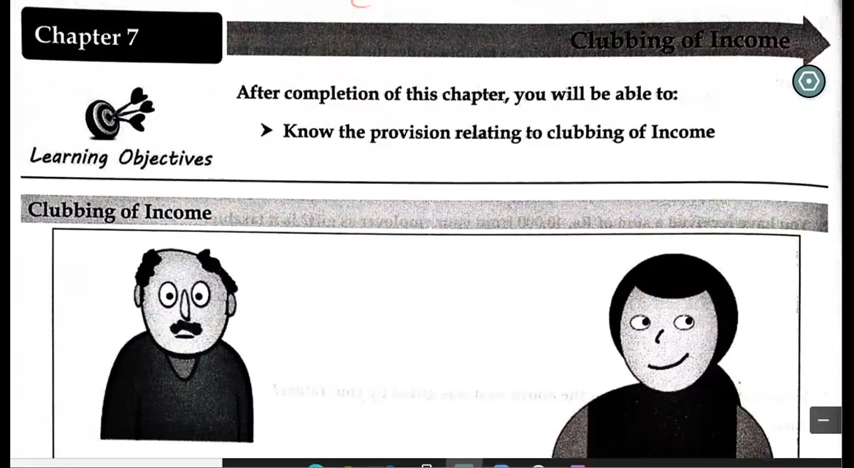 Chapter 7
Clubbing of Income
After completion of this chapter, you will be able to:
➤ Know the provision relating to clubbing of Income
Learning Objectives
Clubbing of Income